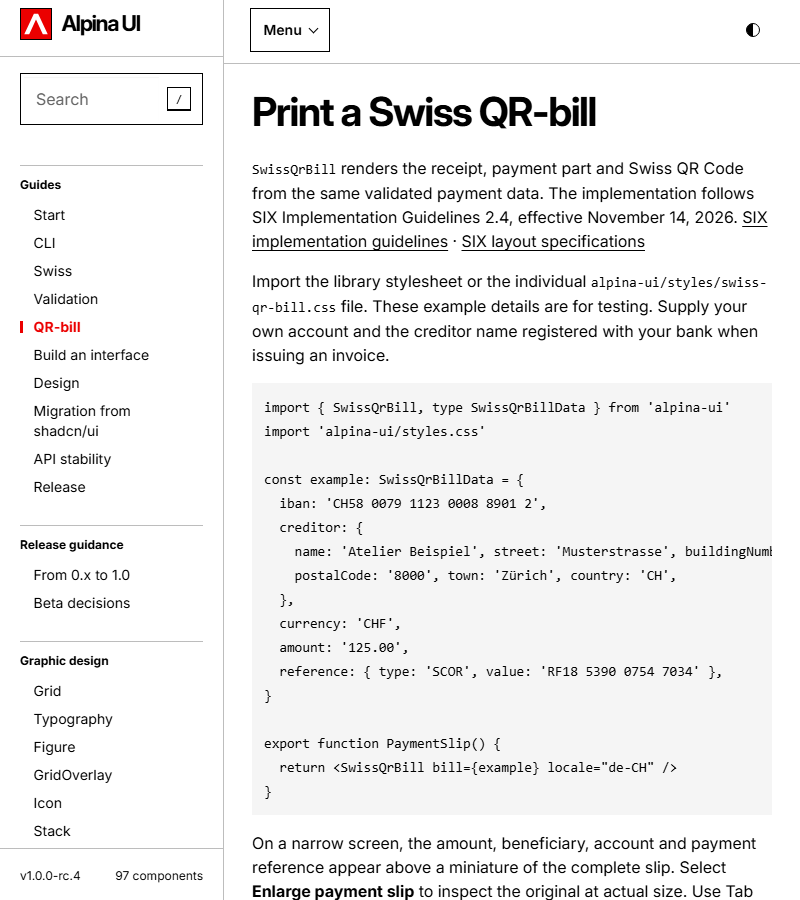 Alpina UI
Menu
Search
/
Guides
Start
CLI
Swiss
Validation
QR-bill
Build an interface
Design
Migration from
shadcn/ui
API stability
Release
Release guidance
From 0.x to 1.0
Beta decisions
Graphic design
Grid
Typography
Figure
GridOverlay
Icon
Stack
v1.0.0-rc.4 97 components
Print a Swiss QR-bill
SwissQrBill renders the receipt, payment part and Swiss QR Code
from the same validated payment data. The implementation follows
SIX Implementation Guidelines 2.4, effective November 14, 2026. SIX
implementation guidelines · SIX layout specifications
Import the library stylesheet or the individual alpina-ui/styles/swiss-
qr-bill.css file. These example details are for testing. Supply your
own account and the creditor name registered with your bank when
issuing an invoice.
import { SwissQrBill, type SwissQrBillData } from 'alpina-ui'
import 'alpina-ui/styles.css'
const example: SwissQrBillData = {
iban: 'CH58 0079 1123 0008 8901 2',
creditor: {
name: 'Atelier Beispiel', street: 'Musterstrasse', buildingNumb
postalCode: '8000', town: 'Zürich', country: 'CH',
},
currency: 'CHF',
amount: '125.00',
reference: { type: 'SCOR', value: 'RF18 5390 0754 7034' },
}
export function PaymentSlip() {
return <SwissQrBill bill={example} locale="de-CH" />
}
On a narrow screen, the amount, beneficiary, account and payment
reference appear above a miniature of the complete slip. Select
Enlarge payment slip to inspect the original at actual size. Use Tab